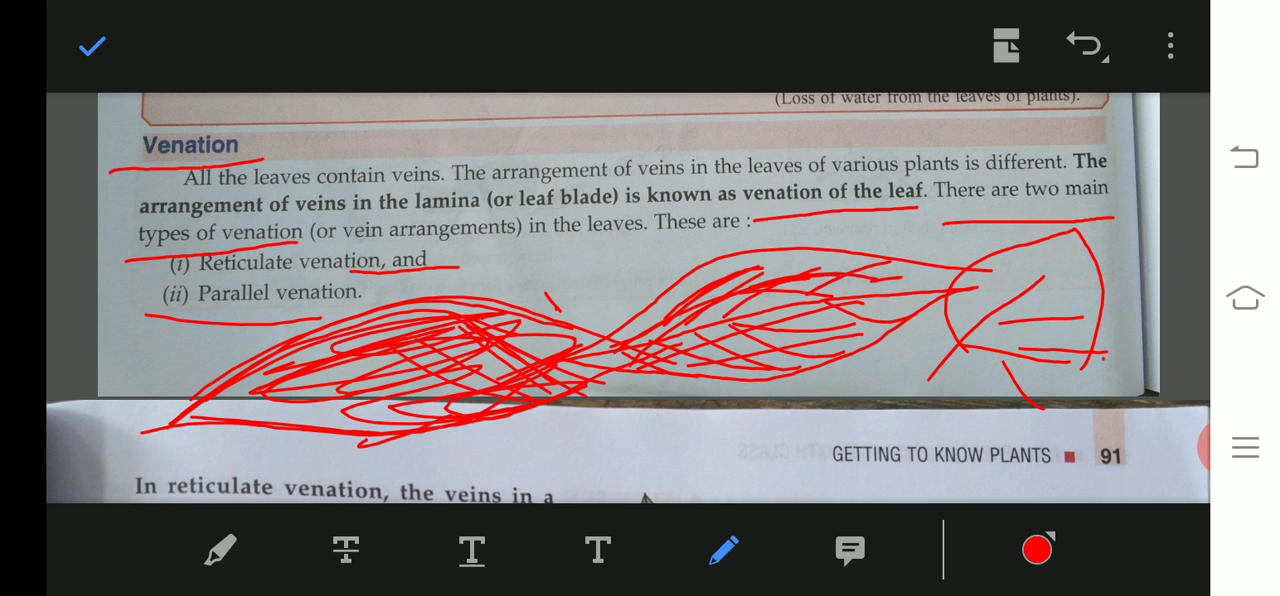 (Loss of water from the leaves of plants).
Venation
All the leaves contain veins. The arrangement of veins in the leaves of various plants is different. The
arrangement of veins in the lamina (or leaf blade) is known as venation of the leaf. There are two main
types of venation (or vein arrangements) in the leaves. These are :
(i) Reticulate venation, and
(ii) Parallel venation.
GETTING TO KNOW PLANTS ■ 91
In reticulate venation, the veins in a